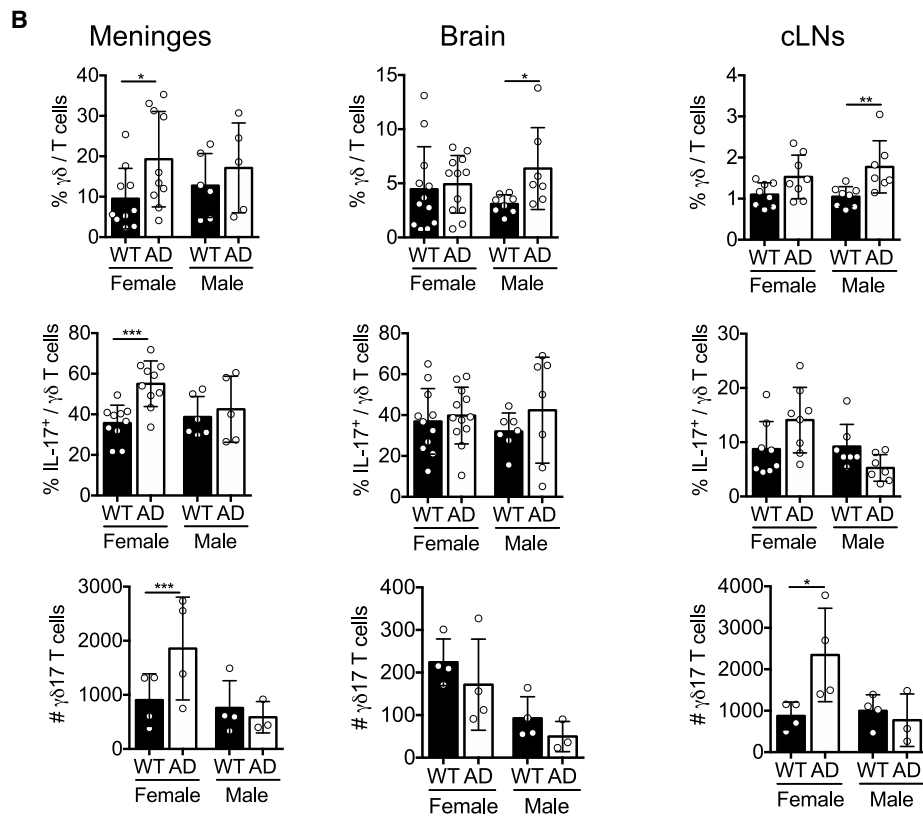 B
Meninges
Brain
cLNs
% γδ / T cells
40
30
20
10
0
*
WT AD WT AD
Female Male
% γδ / T cells
15
10
5
0
*
WT AD WT AD
Female Male
% γδ / T cells
4
3
2
1
0
**
WT AD WT AD
Female Male
% IL-17⁺ / γδ T cells
80
60
40
20
0
***
WT AD WT AD
Female Male
% IL-17⁺ / γδ T cells
80
60
40
20
0
WT AD WT AD
Female Male
% IL-17⁺ / γδ T cells
30
20
10
0
WT AD WT AD
Female Male
# γδ17 T cells
3000
2000
1000
0
***
WT AD WT AD
Female Male
# γδ17 T cells
400
300
200
100
0
WT AD WT AD
Female Male
# γδ17 T cells
4000
3000
2000
1000
0
*
WT AD WT AD
Female Male